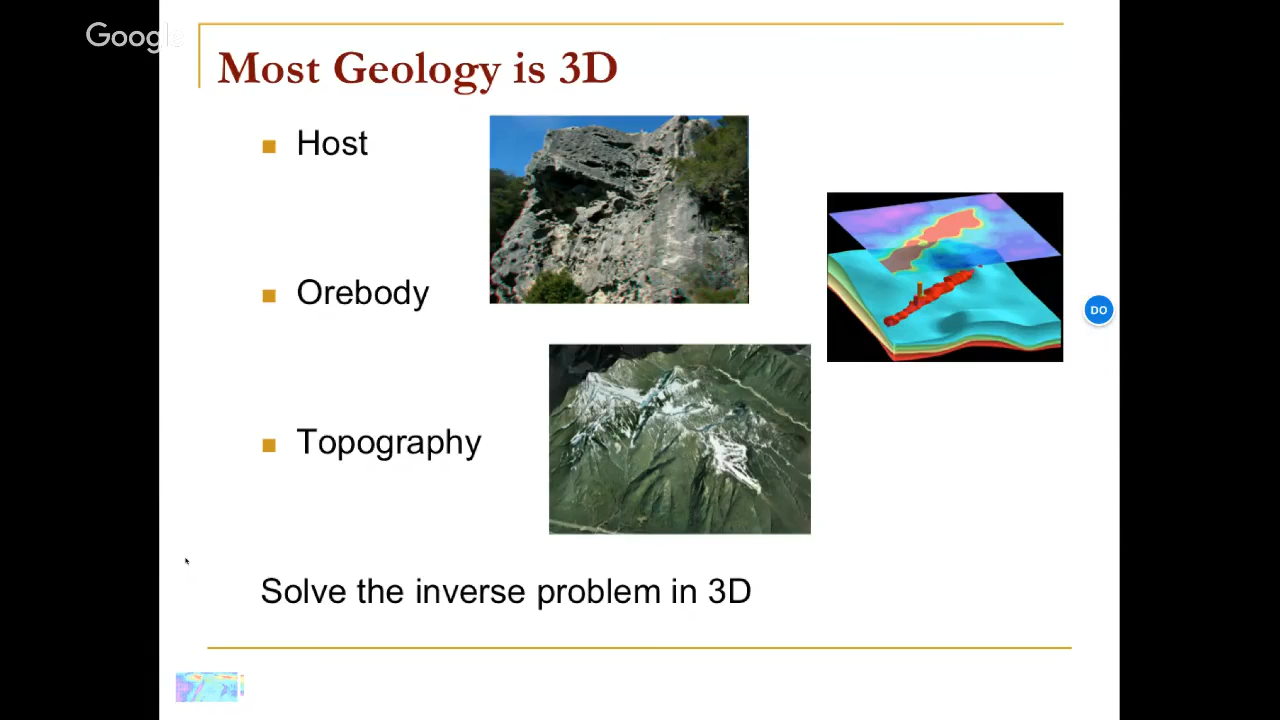 Google
Most Geology is 3D
Host
Orebody
DO
Topography
Solve the inverse problem in 3D